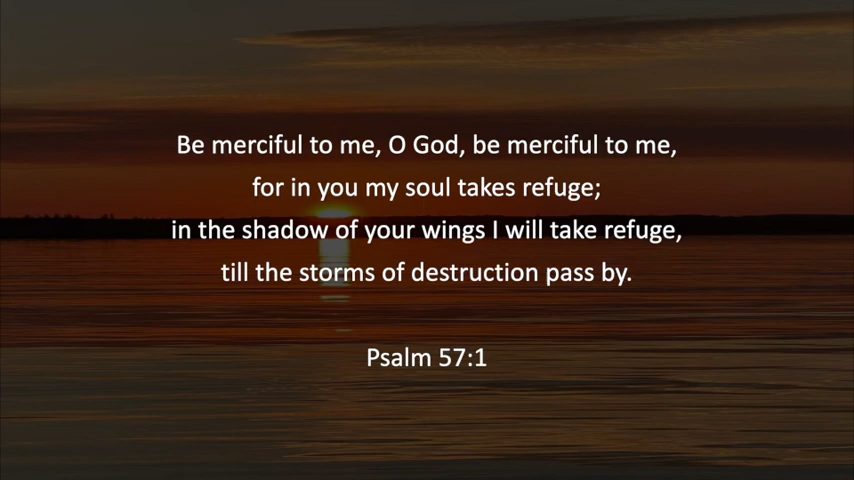 Be merciful to me, O God, be merciful to me,
for in you my soul takes refuge;
in the shadow of your wings I will take refuge,
till the storms of destruction pass by.
Psalm 57:1